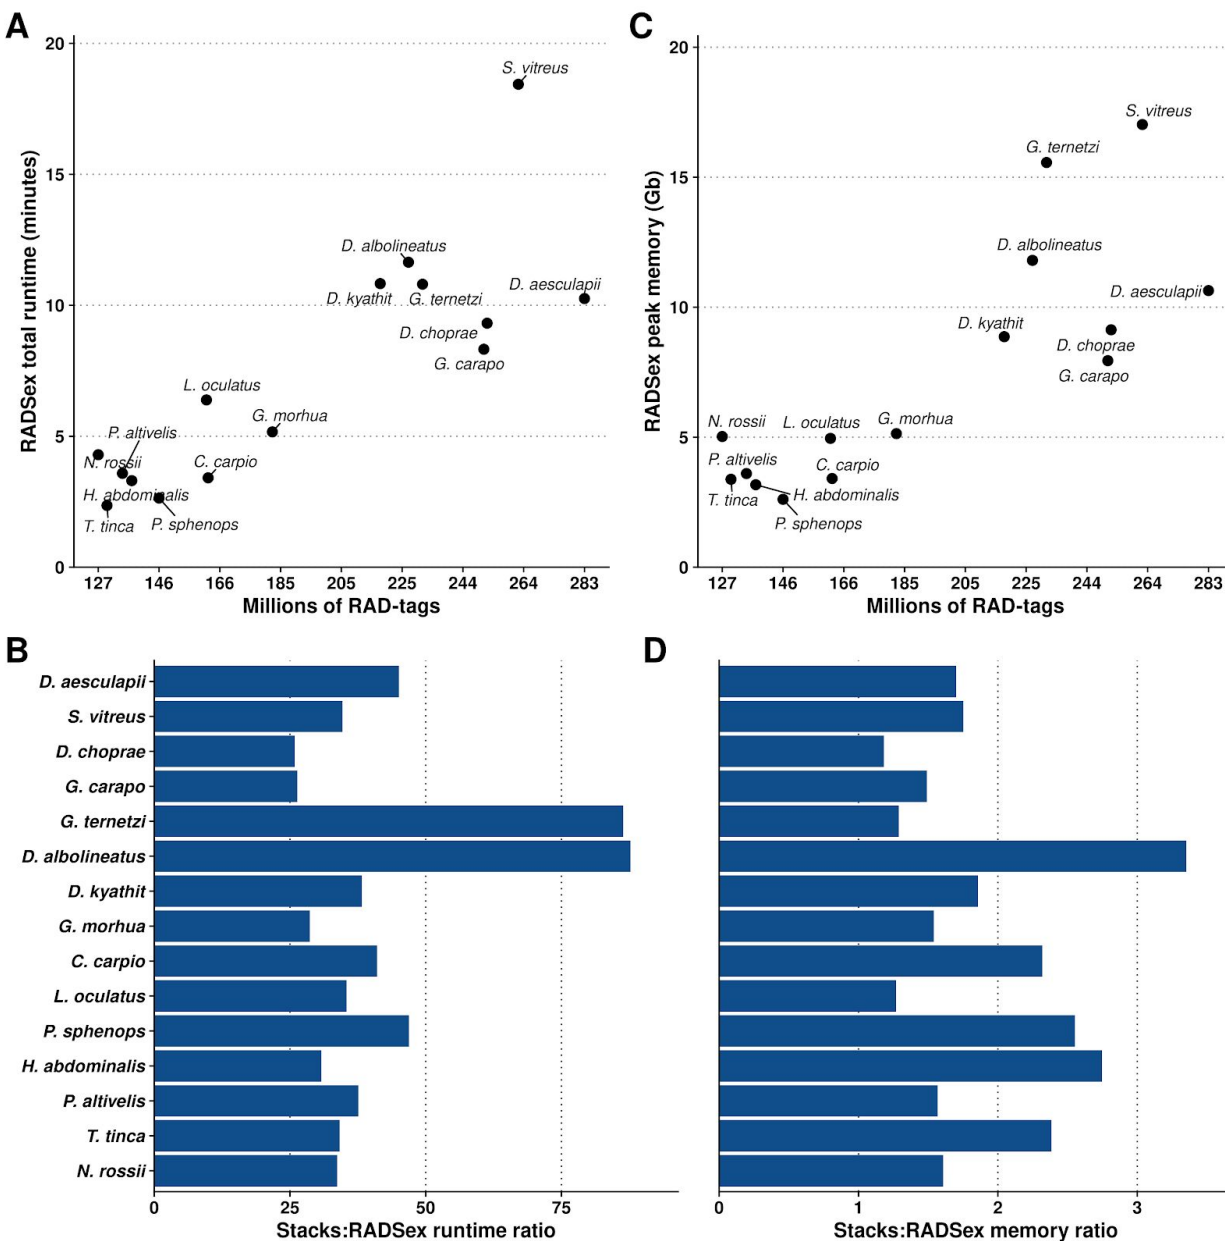 A
RADSex total runtime (minutes)
20
15
10
5
0
S. vitreus
D. albolineatus
D. kyathit
G. ternetzi
D. aesculapii
D. choprae
G. carapo
L. oculatus
G. morhua
P. altivelis
N. rossii
C. carpio
H. abdominalis
T. tinca
P. sphenops
127 146 166 185 205 225 244 264 283
Millions of RAD-tags
C
RADSex peak memory (Gb)
20
15
10
5
0
S. vitreus
G. ternetzi
D. albolineatus
D. aesculapii
D. kyathit
D. choprae
G. carapo
N. rossii
L. oculatus
G. morhua
P. altivelis
C. carpio
T. tinca
H. abdominalis
P. sphenops
127 146 166 185 205 225 244 264 283
Millions of RAD-tags
B
D. aesculapii
S. vitreus
D. choprae
G. carapo
G. ternetzi
D. albolineatus
D. kyathit
G. morhua
C. carpio
L. oculatus
P. sphenops
H. abdominalis
P. altivelis
T. tinca
N. rossii
0 25 50 75
Stacks:RADSex runtime ratio
D
0 1 2 3
Stacks:RADSex memory ratio